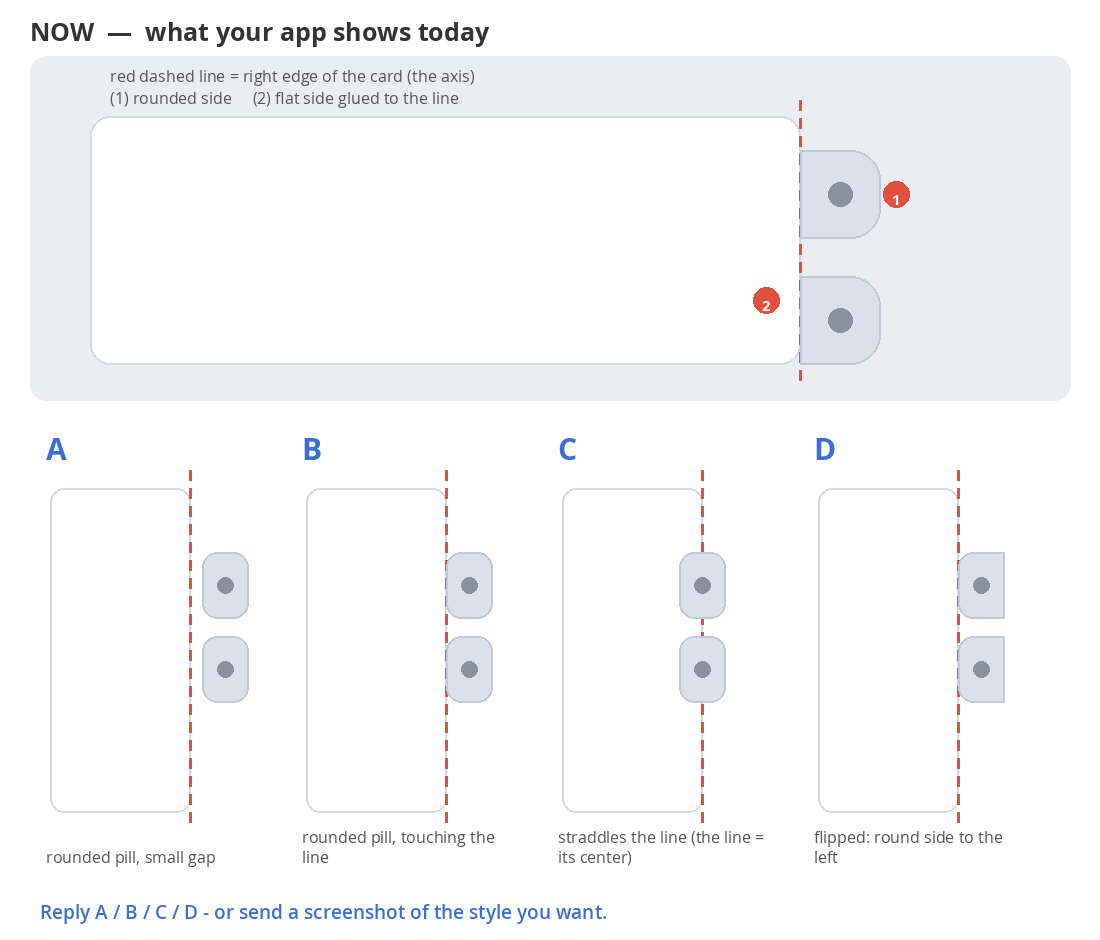 NOW — what your app shows today
red dashed line = right edge of the card (the axis)
(1) rounded side (2) flat side glued to the line
1
2
A
B
C
D
rounded pill, small gap
rounded pill, touching the
line
straddles the line (the line =
its center)
flipped: round side to the
left
Reply A / B / C / D - or send a screenshot of the style you want.